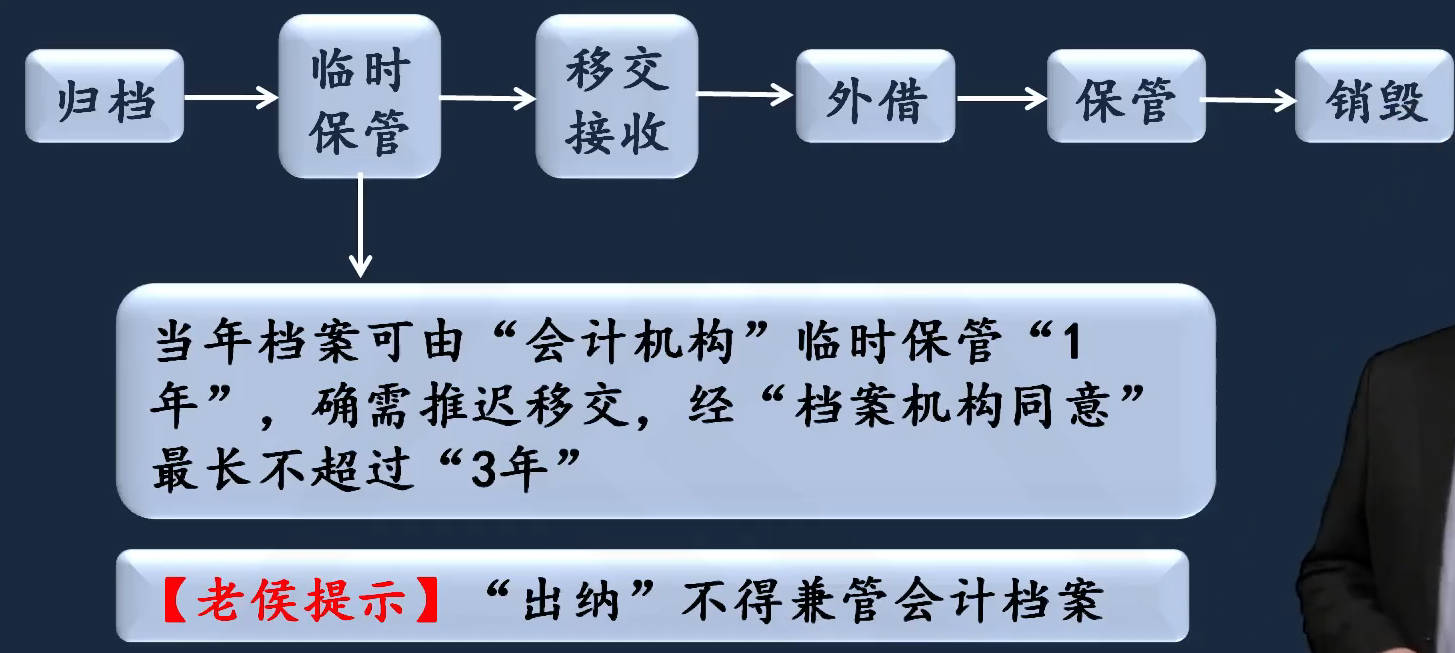 归档
临时
保管
移交
接收
外借
保管
销毁
当年档案可由“会计机构”临时保管“1
年”，确需推迟移交，经“档案机构同意”
最长不超过“3年”
【老侯提示】“出纳”不得兼管会计档案